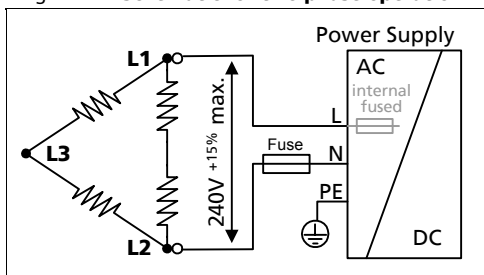 Power Supply
L1
AC
internal
fused
L
240V +15% max.
Fuse
N
L3
PE
L2
DC